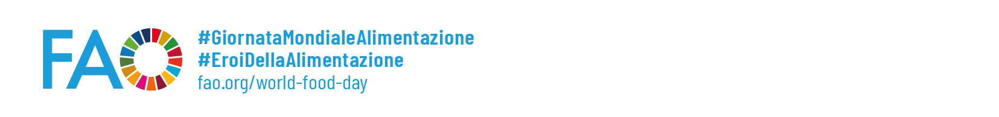 FAO
#GiornataMondialeAlimentazione
#EroiDellaAlimentazione
fao.org/world-food-day